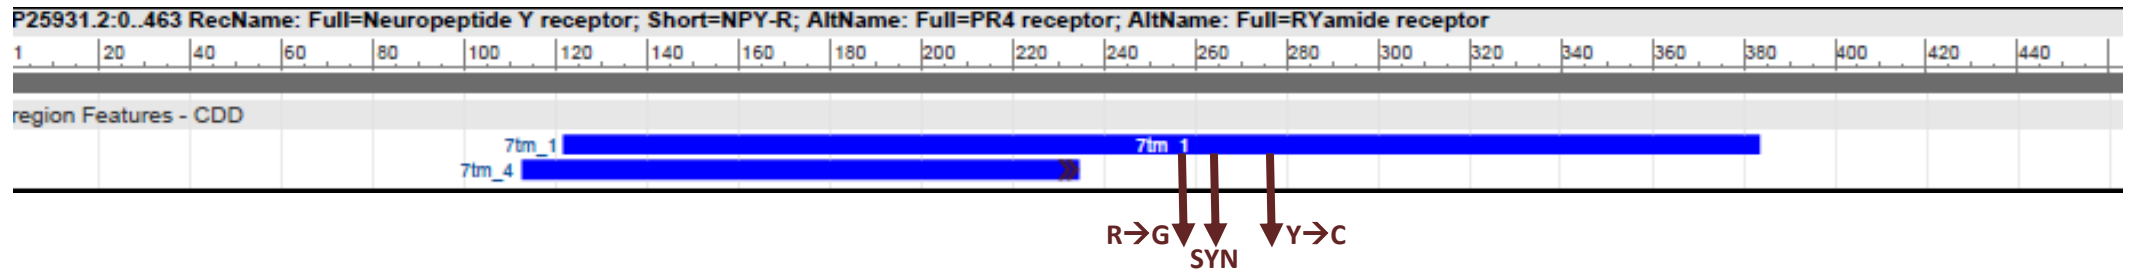 P25931.2:0..463 RecName: Full=Neuropeptide Y receptor; Short=NPY-R; AltName: Full=PR4 receptor; AltName: Full=RYamide receptor
1 20 40 60 80 100 120 140 160 180 200 220 240 260 280 300 320 340 360 380 400 420 440
region Features - CDD
7tm_1 7tm_1
7tm_4
R→G Y→C
SYN